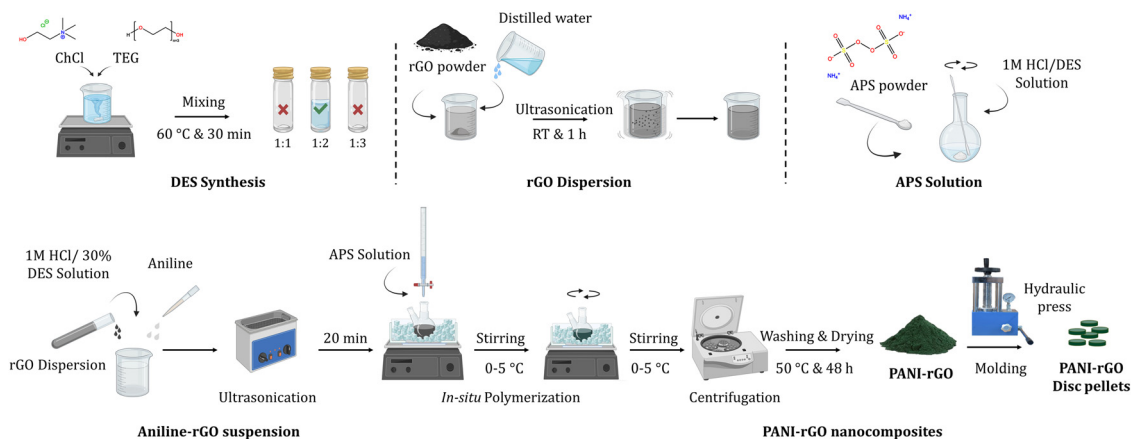 ChCl
TEG
Mixing
60 °C & 30 min
1:1
1:2
1:3
DES Synthesis
Distilled water
rGO powder
Ultrasonication
RT & 1 h
rGO Dispersion
NH₄⁺
NH₄⁺
APS powder
1M HCl/DES
Solution
APS Solution
1M HCl/ 30%
DES Solution
Aniline
rGO Dispersion
Ultrasonication
20 min
Aniline-rGO suspension
APS Solution
Stirring
0-5 °C
In-situ Polymerization
Stirring
0-5 °C
Centrifugation
Washing & Drying
50 °C & 48 h
PANI-rGO
Hydraulic
press
Molding
PANI-rGO
Disc pellets
PANI-rGO nanocomposites